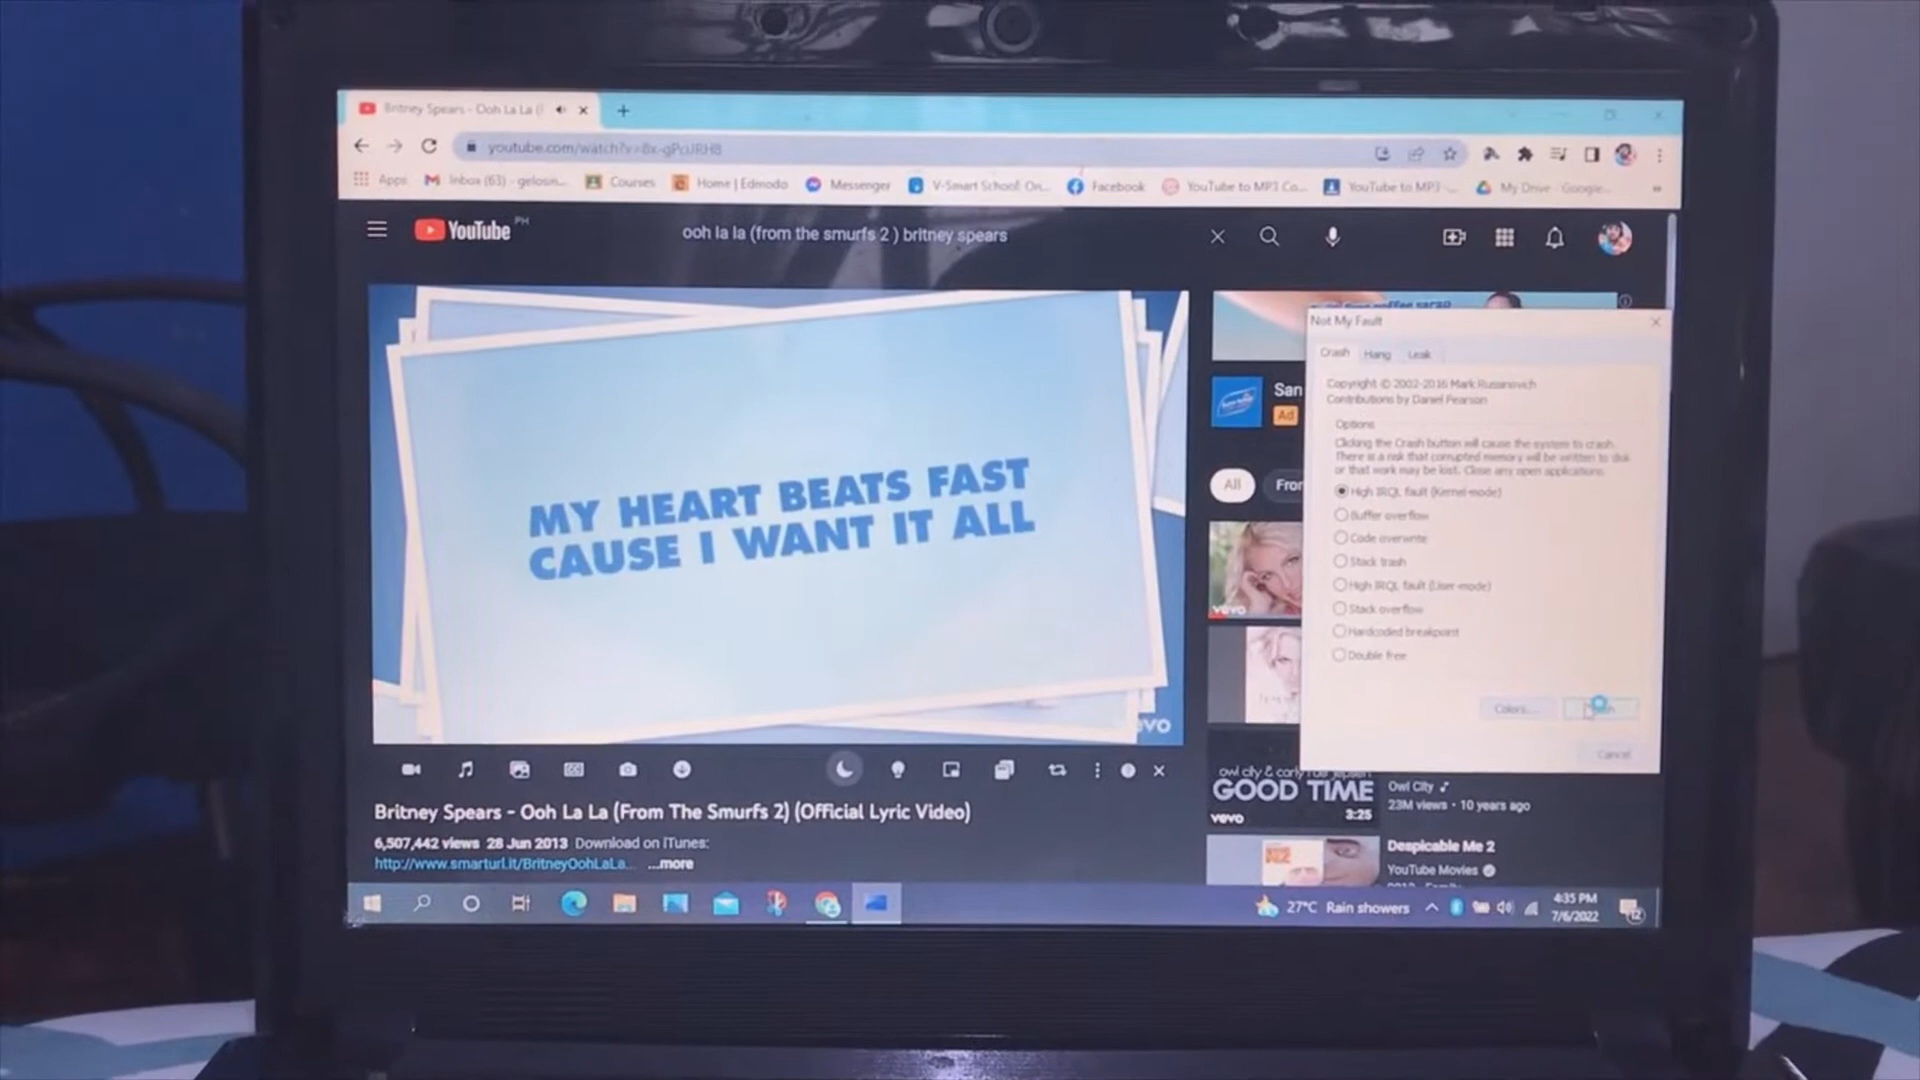 Britney Spears - Ooh La La (
youtube.com/watch?v=
Apps
Inbox (63) - gelosin...
Courses
Home | Edmodo
Messenger
V-Smart School: On...
Facebook
YouTube to MP3 Co...
YouTube to MP3 ...
My Drive - Google...
YouTube PH
ooh la la (from the smurfs 2 ) britney spears
MY HEART BEATS FAST
CAUSE I WANT IT ALL
vevo
Britney Spears - Ooh La La (From The Smurfs 2) (Official Lyric Video)
6,507,442 views 28 Jun 2013 Download on iTunes:
http://www.smarturl.it/BritneyOohLaLa... ...more
San
Ad
All
From
vevo
owl city & carly rae jepsen
GOOD TIME
vevo
3:25
Owl City
23M views • 10 years ago
Despicable Me 2
YouTube Movies
Not My Fault
Crash Hang Leak
Copyright © 2002-2016 Mark Russinovich
Contributions by Daniel Pearson
Options
Clicking the Crash button will cause the system to crash.
There is a risk that corrupted memory will be written to disk
or that work may be lost. Close any open applications.
High IRQL fault (Kernel-mode)
Buffer overflow
Code overwrite
Stack trash
High IRQL fault (User-mode)
Stack overflow
Hardcoded breakpoint
Double free
Colors...
Cancel
27°C Rain showers
4:35 PM
7/6/2022
12